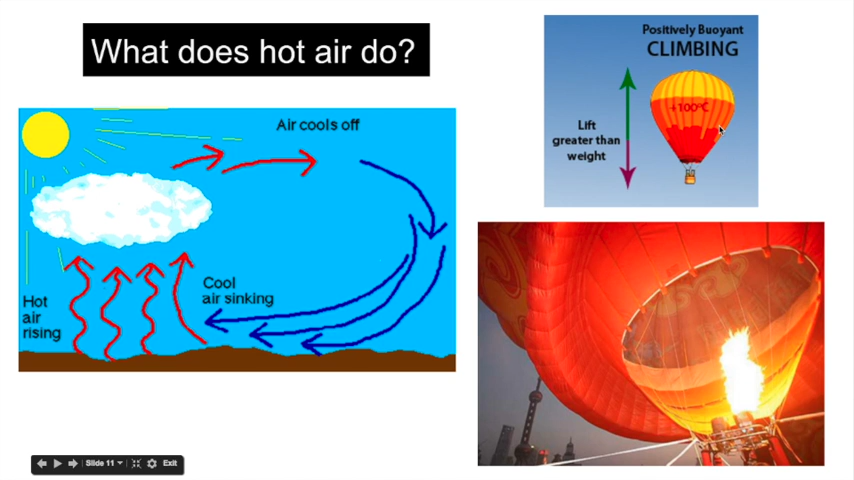 What does hot air do?
Air cools off
Hot
air
rising
Cool
air sinking
Positively Buoyant
CLIMBING
Lift
greater than
weight
+100°C
Slide 11
Exit